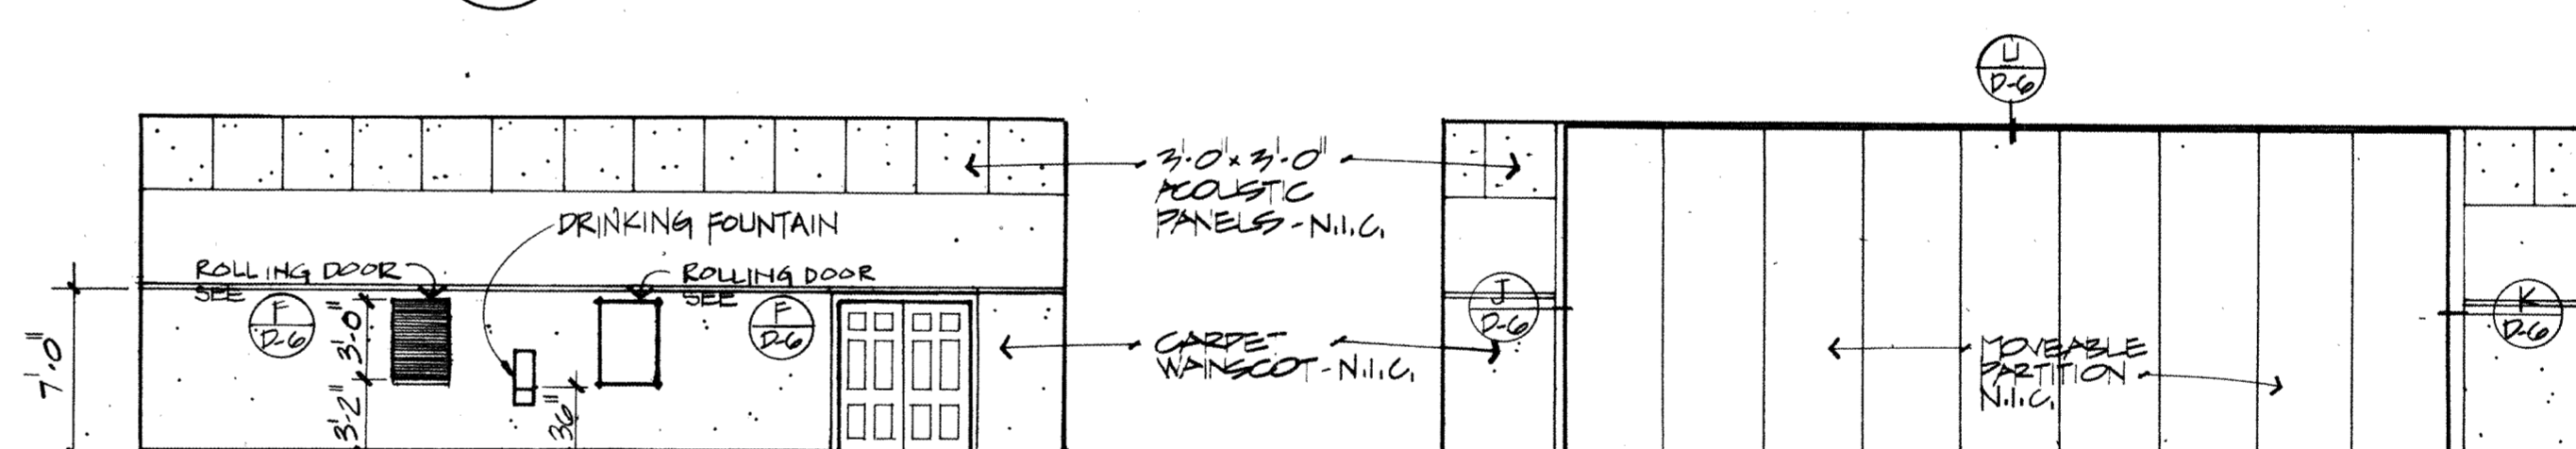 U
D-6
3'-0" x 3'-0"
ACOUSTIC
PANELS - N.I.C.
DRINKING FOUNTAIN
ROLLING DOOR
SEE
F
D-6
ROLLING DOOR
SEE
F
D-6
7'-0"
3'-0"
3'-2"
36"
CARPET
WAINSCOT - N.I.C.
J
D-6
MOVEABLE
PARTITION
N.I.C.
K
D-6